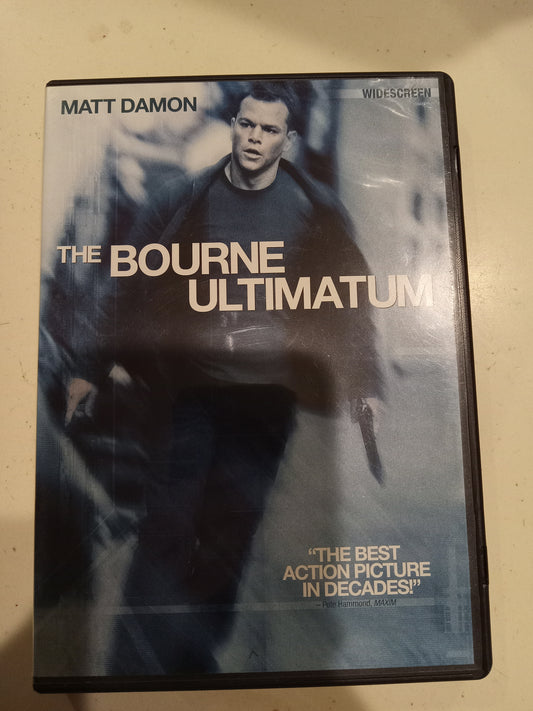 MATT DAMON
WIDESCREEN
THE BOURNE
ULTIMATUM
“THE BEST
ACTION PICTURE
IN DECADES!”
– Pete Hammond, MAXIM